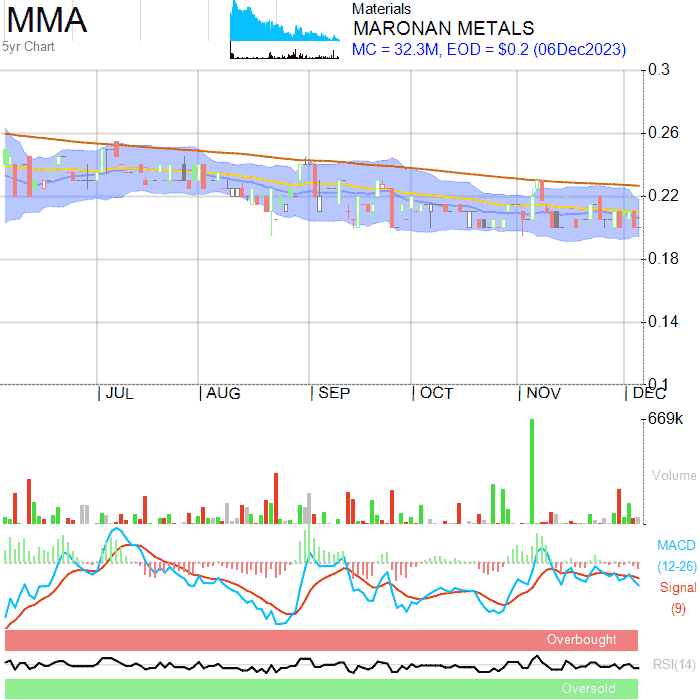 MMA
5yr Chart
Materials
MARONAN METALS
MC = 32.3M, EOD = $0.2 (06Dec2023)
0.3
0.26
0.22
0.18
0.14
0.1
JUL
AUG
SEP
OCT
NOV
DEC
669k
Volume
MACD
(12-26)
Signal
(9)
Overbought
RSI(14)
Oversold